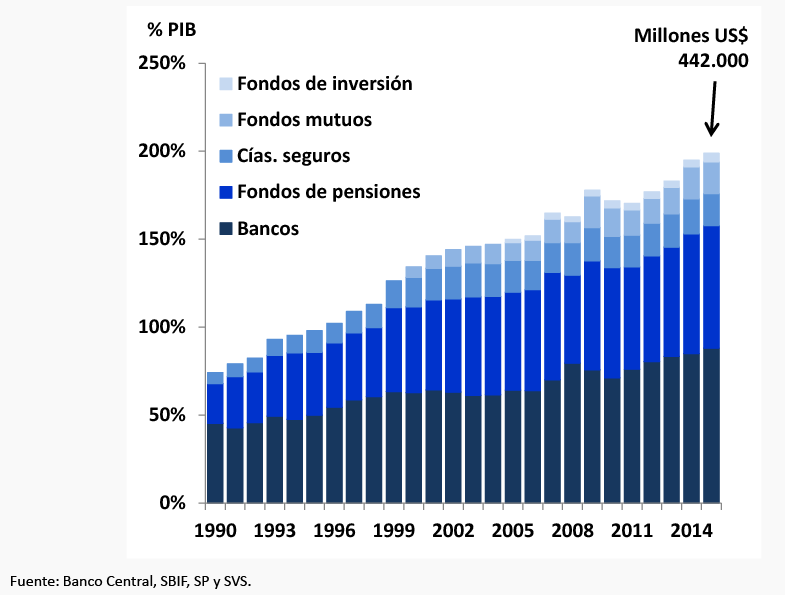 % PIB
Millones US$
442.000
250%
200%
150%
100%
50%
0%
Fondos de inversión
Fondos mutuos
Cías. seguros
Fondos de pensiones
Bancos
1990 1993 1996 1999 2002 2005 2008 2011 2014
Fuente: Banco Central, SBIF, SP y SVS.